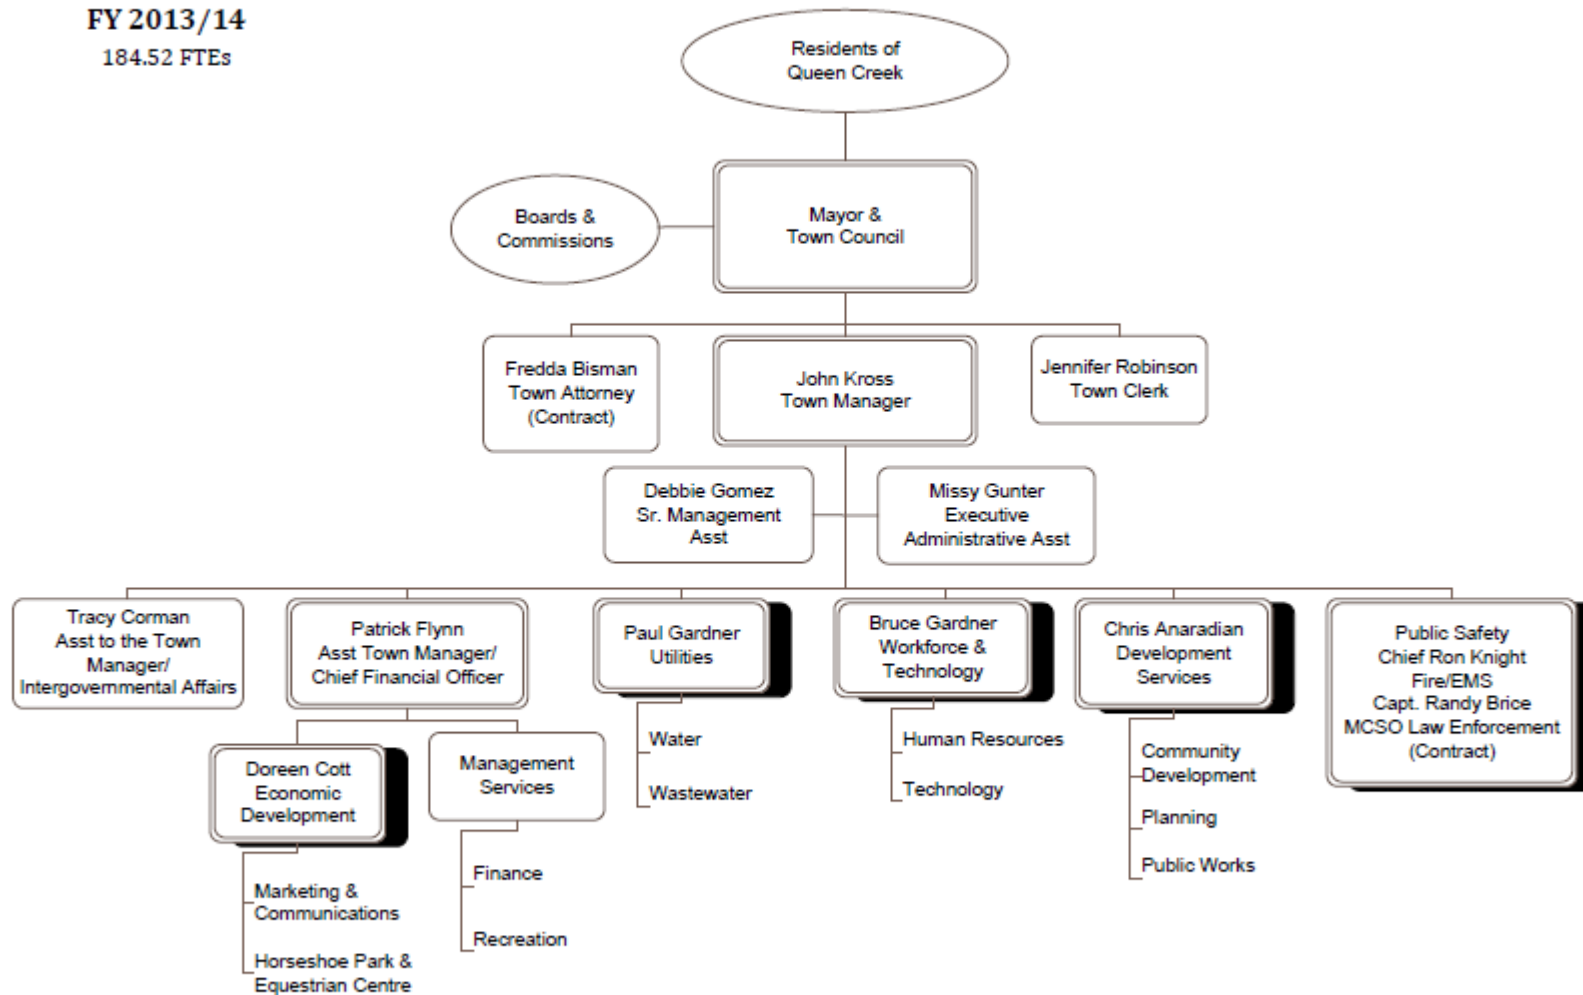 FY 2013/14
184.52 FTEs
Residents of
Queen Creek
Boards &
Commissions
Mayor &
Town Council
Fredda Bisman
Town Attorney
(Contract)
John Kross
Town Manager
Jennifer Robinson
Town Clerk
Debbie Gomez
Sr. Management
Asst
Missy Gunter
Executive
Administrative Asst
Tracy Corman
Asst to the Town
Manager/
Intergovernmental Affairs
Patrick Flynn
Asst Town Manager/
Chief Financial Officer
Paul Gardner
Utilities
Bruce Gardner
Workforce &
Technology
Chris Anaradian
Development
Services
Public Safety
Chief Ron Knight
Fire/EMS
Capt. Randy Brice
MCSO Law Enforcement
(Contract)
Doreen Cott
Economic
Development
Management
Services
Water
Wastewater
Human Resources
Technology
Community
Development
Planning
Public Works
Marketing &
Communications
Horseshoe Park &
Equestrian Centre
Finance
Recreation